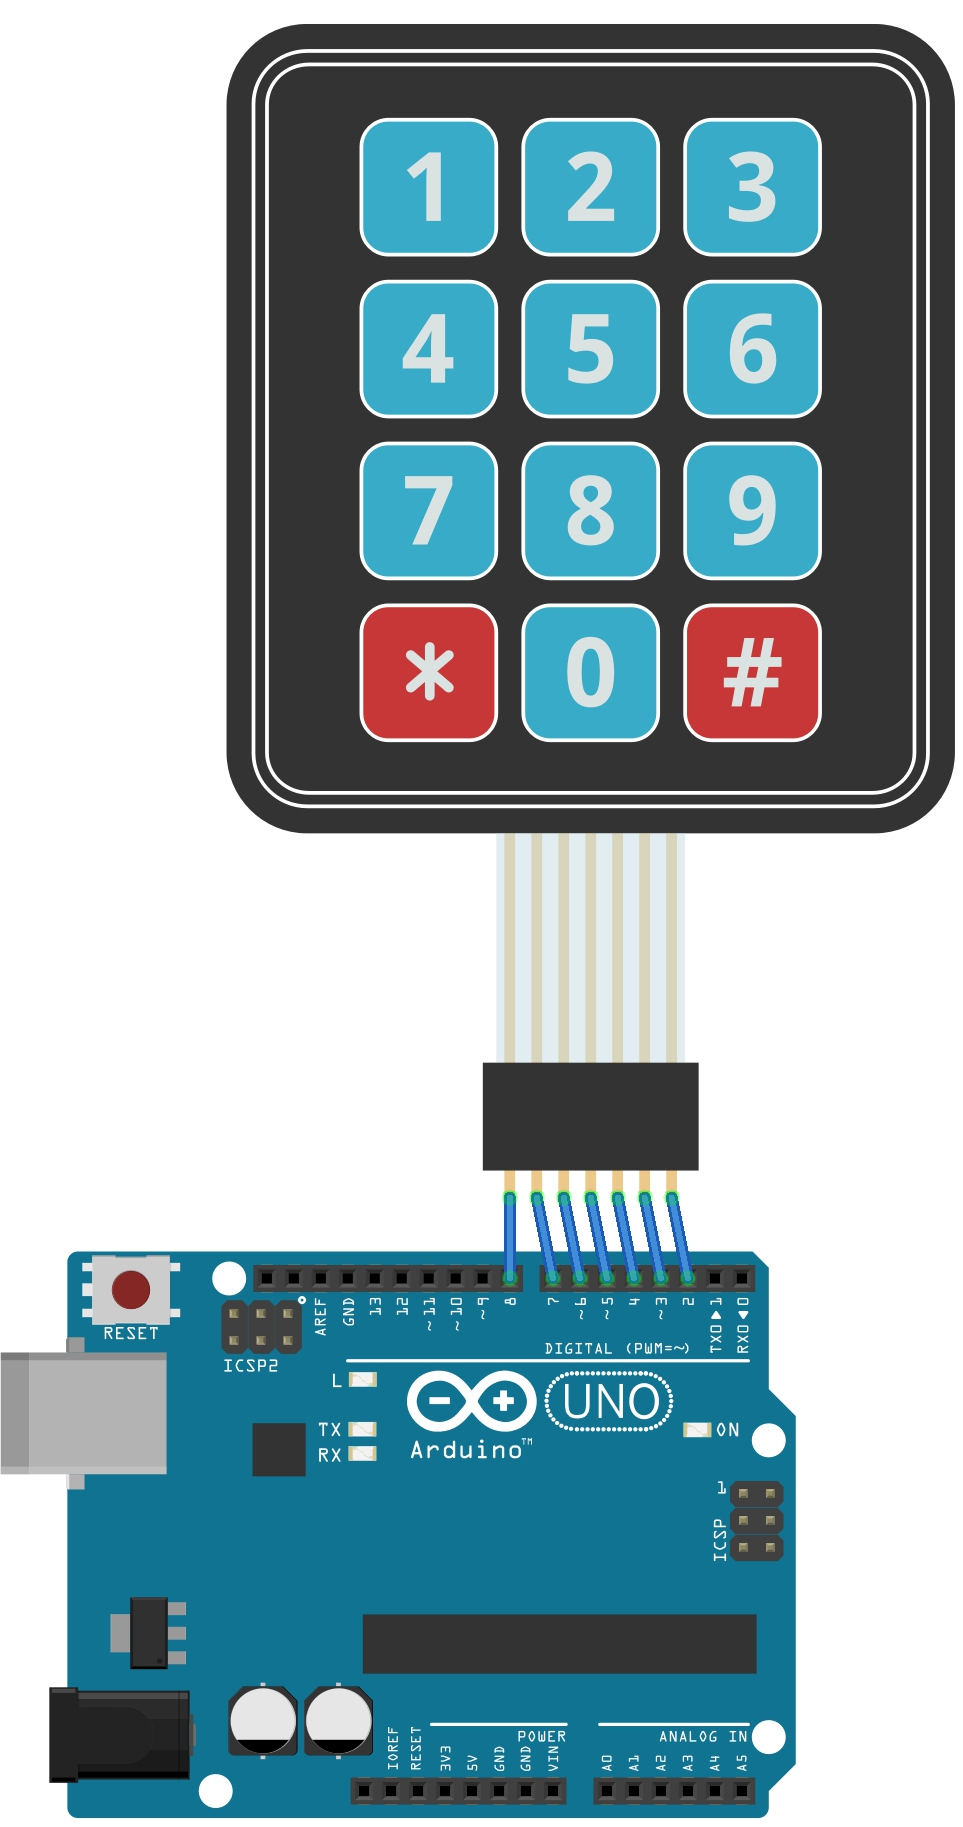 1 2 3
4 5 6
7 8 9
* 0 #
RESET
ICSP2
AREF
GND
13
12
~11
~10
~9
8
7
~6
~5
4
~3
2
TX0▶1
RX0◀0
DIGITAL (PWM=~)
L
TX
RX
Arduino™
UNO
ON
1
ICSP
POWER
ANALOG IN
IOREF
RESET
3V3
5V
GND
GND
VIN
A0
A1
A2
A3
A4
A5